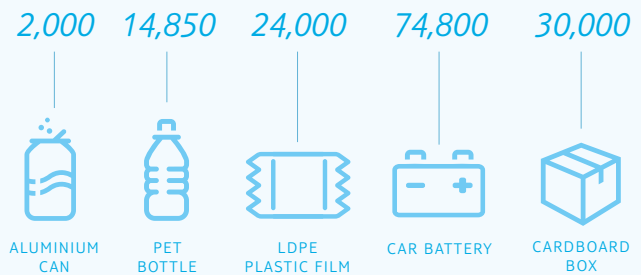 2,000 14,850 24,000 74,800 30,000
ALUMINIUM CAN
PET BOTTLE
LDPE PLASTIC FILM
CAR BATTERY
CARDBOARD BOX